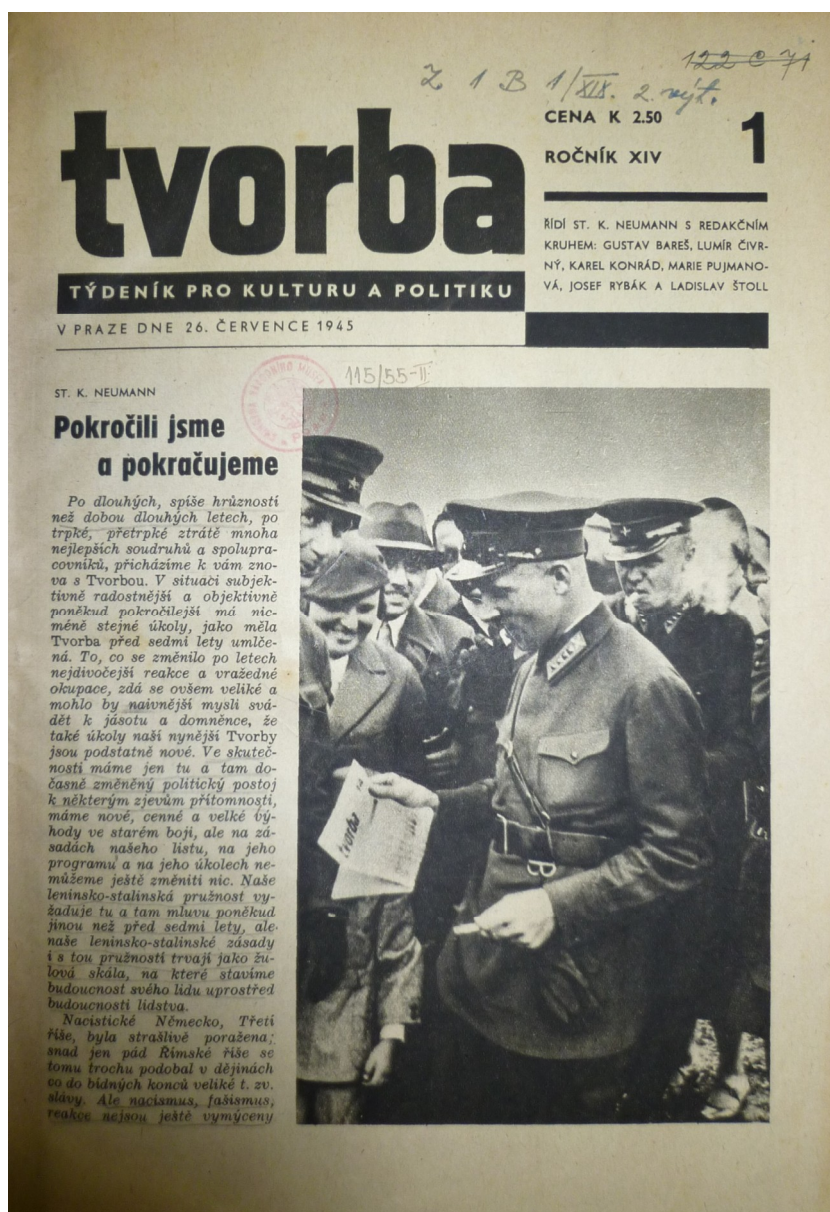 122 C 71
Z 1 B 1/XIX. 2. výt.
tvorba
TÝDENÍK PRO KULTURU A POLITIKU
V PRAZE DNE 26. ČERVENCE 1945
CENA K 2.50
ROČNÍK XIV
1
ŘÍDÍ ST. K. NEUMANN S REDAKČNÍM
KRUHEM: GUSTAV BAREŠ, LUMÍR ČIVR-
NÝ, KAREL KONRÁD, MARIE PUJMANO-
VÁ, JOSEF RYBÁK A LADISLAV ŠTOLL
115/55-II
ST. K. NEUMANN
Pokročili jsme
a pokračujeme
Po dlouhých, spíše hrůzností
než dobou dlouhých letech, po
trpké, přetrpké ztrátě mnoha
nejlepších soudruhů a spolupra-
covníků, přicházíme k vám zno-
va s Tvorbou. V situaci subjek-
tivně radostnější a objektivně
poněkud pokročilejší má nic-
méně stejné úkoly, jako měla
Tvorba před sedmi lety umlče-
ná. To, co se změnilo po letech
nejdivočejší reakce a vražedné
okupace, zdá se ovšem veliké a
mohlo by naivnější mysli svá-
dět k jásotu a domněnce, že
také úkoly naší nynější Tvorby
jsou podstatně nové. Ve skuteč-
nosti máme jen tu a tam do-
časně změněný politický postoj
k některým zjevům přítomnosti,
máme nové, cenné a velké vý-
hody ve starém boji, ale na zá-
sadách našeho listu, na jeho
programu a na jeho úkolech ne-
můžeme ještě změniti nic. Naše
leninsko-stalinská pružnost vy-
žaduje tu a tam mluvu poněkud
jinou než před sedmi lety, ale
naše leninsko-stalinské zásady
i s tou pružností trvají jako žu-
lová skála, na které stavíme
budoucnost svého lidu uprostřed
budoucnosti lidstva.
Nacistické Německo, Třetí
říše, byla strašlivě poražena;
snad jen pád Římské říše se
tomu trochu podobal v dějinách
co do bídných konců veliké t. zv.
slávy. Ale nacismus, fašismus,
reakce nejsou ještě vymýceny
tvorba